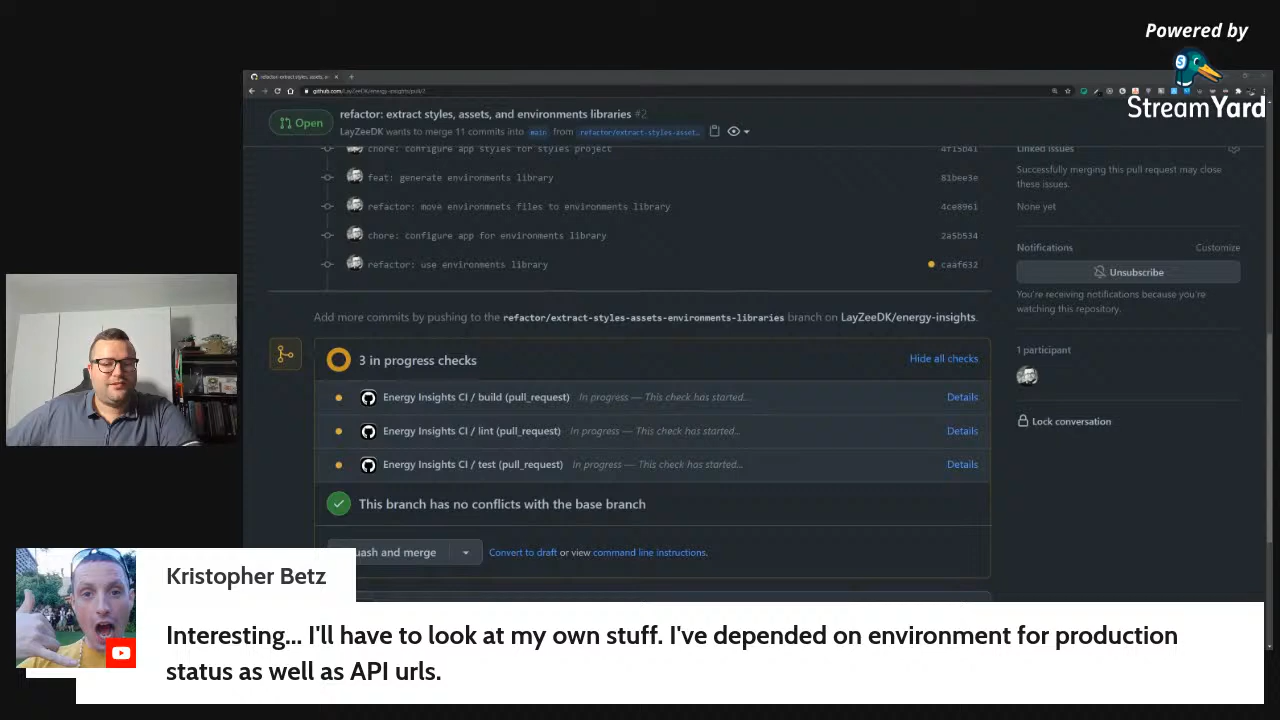 Powered by
StreamYard
refactor: extract styles, assets, and environments libraries #2
Open
LayZeeDK wants to merge 11 commits into main from refactor/extract-styles-asset…
chore: configure app styles for styles project 4f15b41
feat: generate environments library 81bee3e
refactor: move environmnets files to environments library 4ce8961
chore: configure app for environments library 2a5b534
refactor: use environments library caaf632
Linked issues
Successfully merging this pull request may close
these issues.
None yet
Notifications Customize
Unsubscribe
You're receiving notifications because you're
watching this repository.
1 participant
Lock conversation
Add more commits by pushing to the refactor/extract-styles-assets-environments-libraries branch on LayZeeDK/energy-insights.
3 in progress checks Hide all checks
Energy Insights CI / build (pull_request) In progress — This check has started... Details
Energy Insights CI / lint (pull_request) In progress — This check has started... Details
Energy Insights CI / test (pull_request) In progress — This check has started... Details
This branch has no conflicts with the base branch
uash and merge Convert to draft or view command line instructions.
Kristopher Betz
Interesting... I'll have to look at my own stuff. I've depended on environment for production
status as well as API urls.